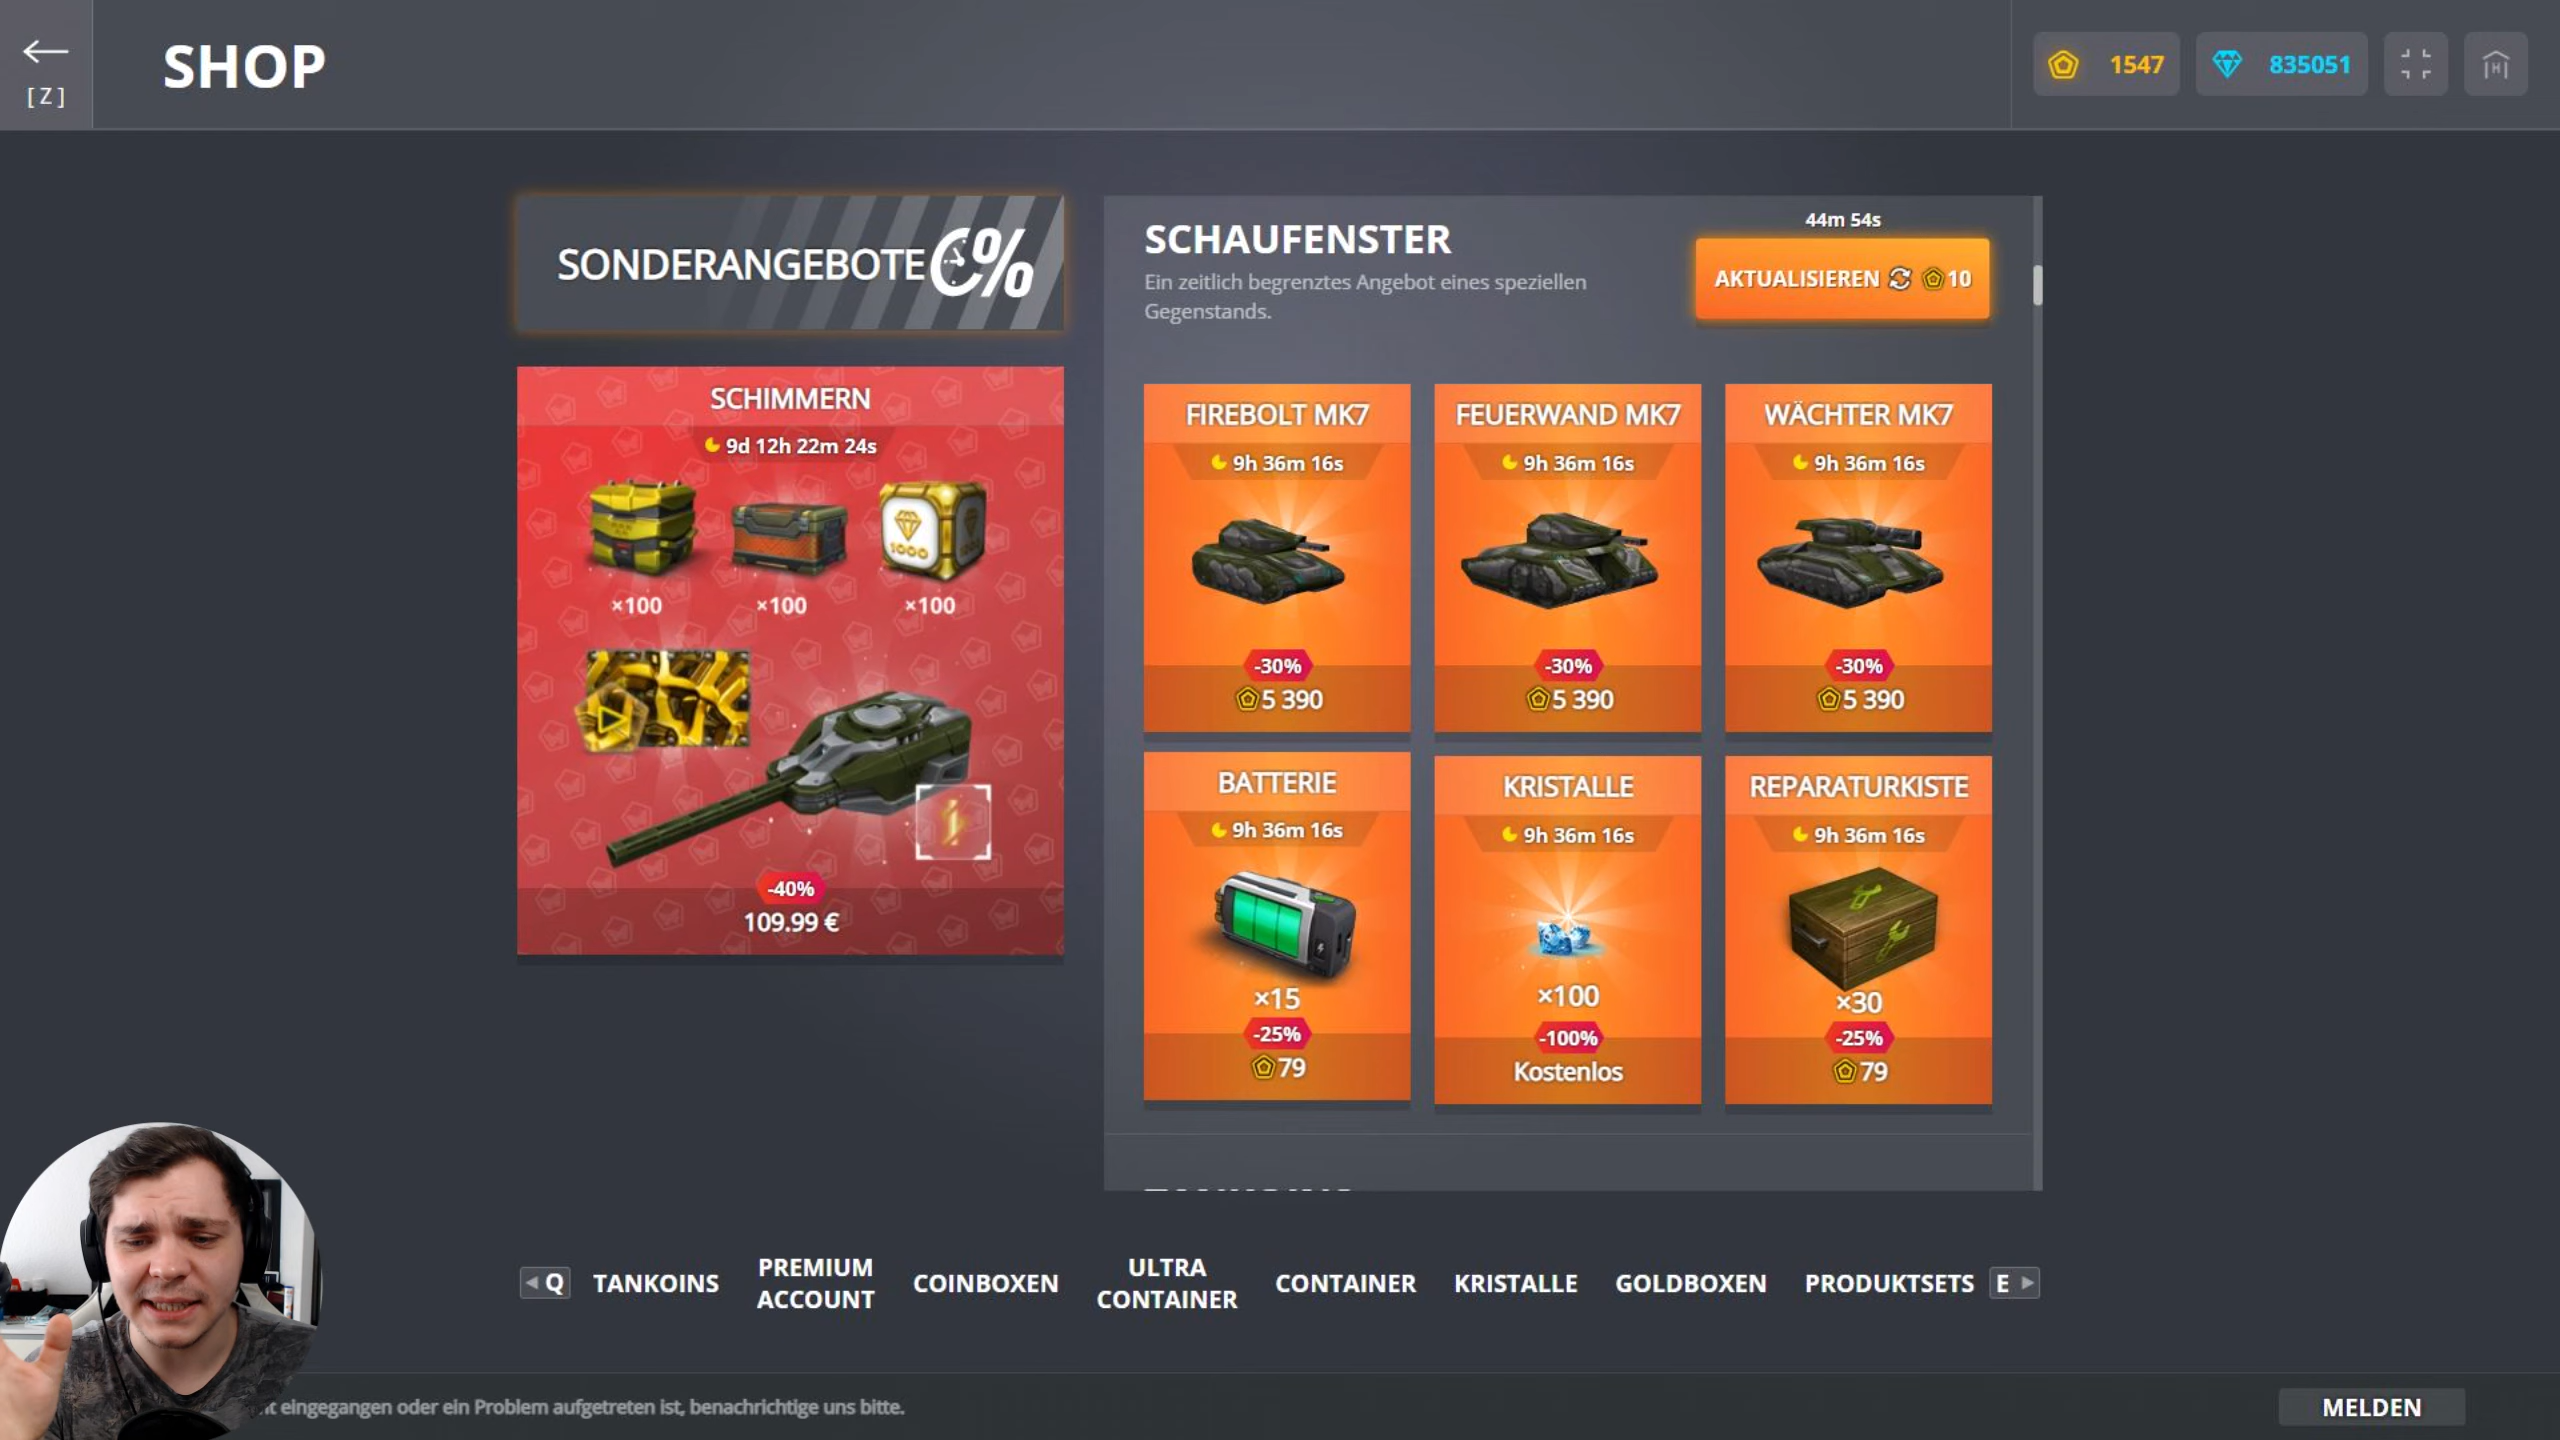 [Z]
SHOP
1547
835051
SONDERANGEBOTE %
SCHIMMERN
9d 12h 22m 24s
×100
×100
1000
×100
-40%
109.99 €
SCHAUFENSTER
Ein zeitlich begrenztes Angebot eines speziellen
Gegenstands.
44m 54s
AKTUALISIEREN 10
FIREBOLT MK7
9h 36m 16s
-30%
5 390
FEUERWAND MK7
9h 36m 16s
-30%
5 390
WÄCHTER MK7
9h 36m 16s
-30%
5 390
BATTERIE
9h 36m 16s
×15
-25%
79
KRISTALLE
9h 36m 16s
×100
-100%
Kostenlos
REPARATURKISTE
9h 36m 16s
×30
-25%
79
Q
TANKOINS
PREMIUM
ACCOUNT
COINBOXEN
ULTRA
CONTAINER
CONTAINER
KRISTALLE
GOLDBOXEN
PRODUKTSETS
E
eingegangen oder ein Problem aufgetreten ist, benachrichtige uns bitte.
MELDEN